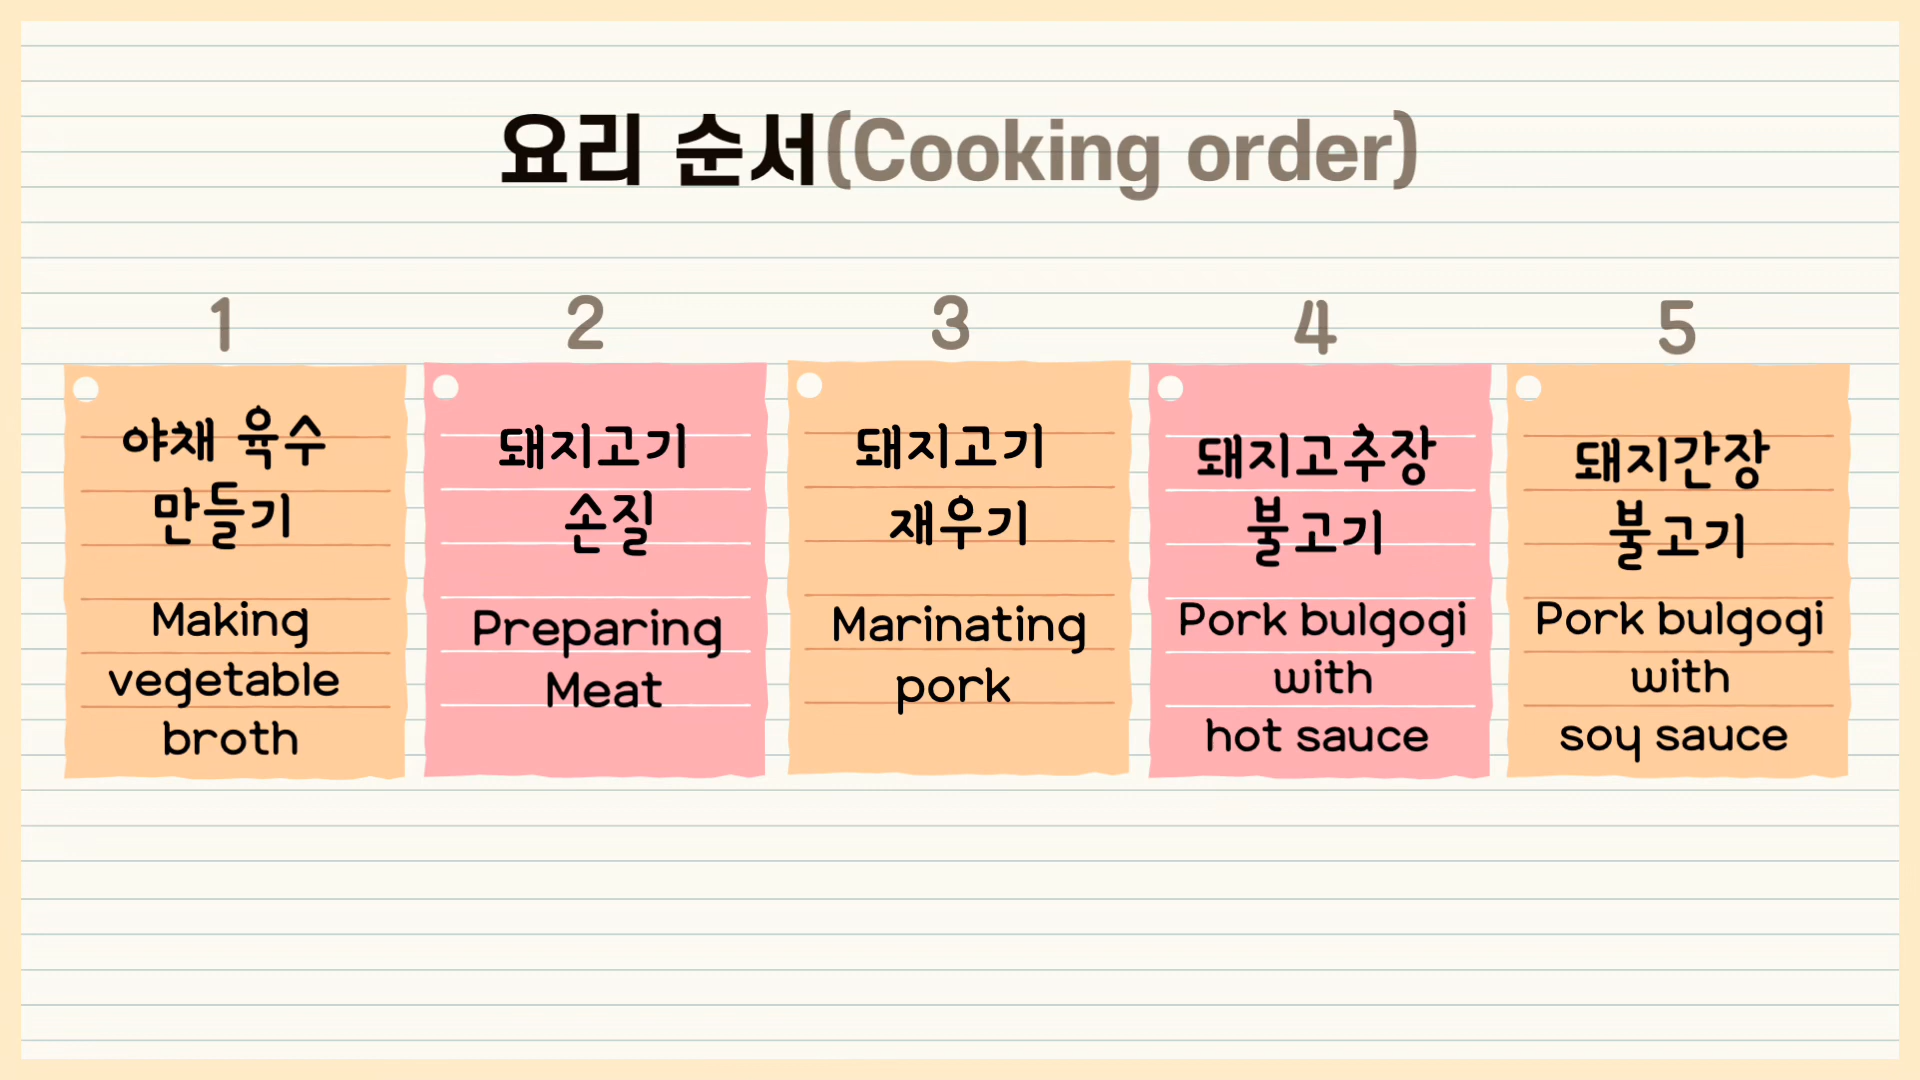 요리 순서(Cooking order)
1
야채 육수
만들기
Making
vegetable
broth
2
돼지고기
손질
Preparing
Meat
3
돼지고기
재우기
Marinating
pork
4
돼지고추장
불고기
Pork bulgogi
with
hot sauce
5
돼지간장
불고기
Pork bulgogi
with
soy sauce